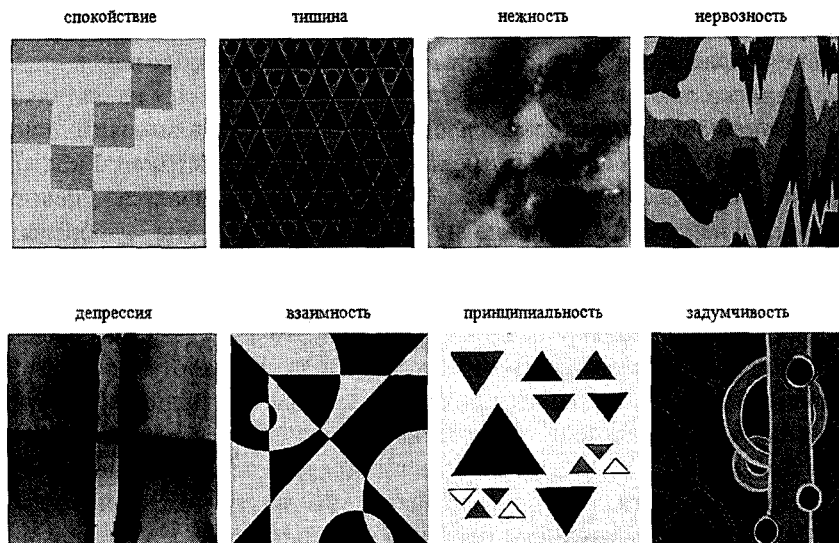 спокойствие тишина нежность нервозность
депрессия взаимность принципиальность задумчивость